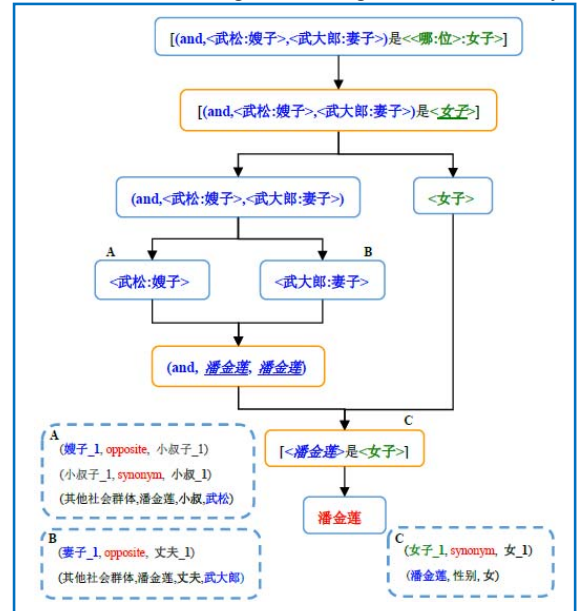 [(and,<武松:嫂子>,<武大郎:妻子>)是<<哪:位>:女子>]
[(and,<武松:嫂子>,<武大郎:妻子>)是<女子>]
(and,<武松:嫂子>,<武大郎:妻子>)
<女子>
A
B
<武松:嫂子>
<武大郎:妻子>
(and, 潘金莲, 潘金莲)
C
[<潘金莲>是<女子>]
潘金莲
A
(嫂子_1, opposite, 小叔子_1)
(小叔子_1, synonym, 小叔_1)
(其他社会群体,潘金莲,小叔,武松)
B
(妻子_1, opposite, 丈夫_1)
(其他社会群体,潘金莲,丈夫,武大郎)
C
(女子_1, synonym, 女_1)
(潘金莲, 性别, 女)